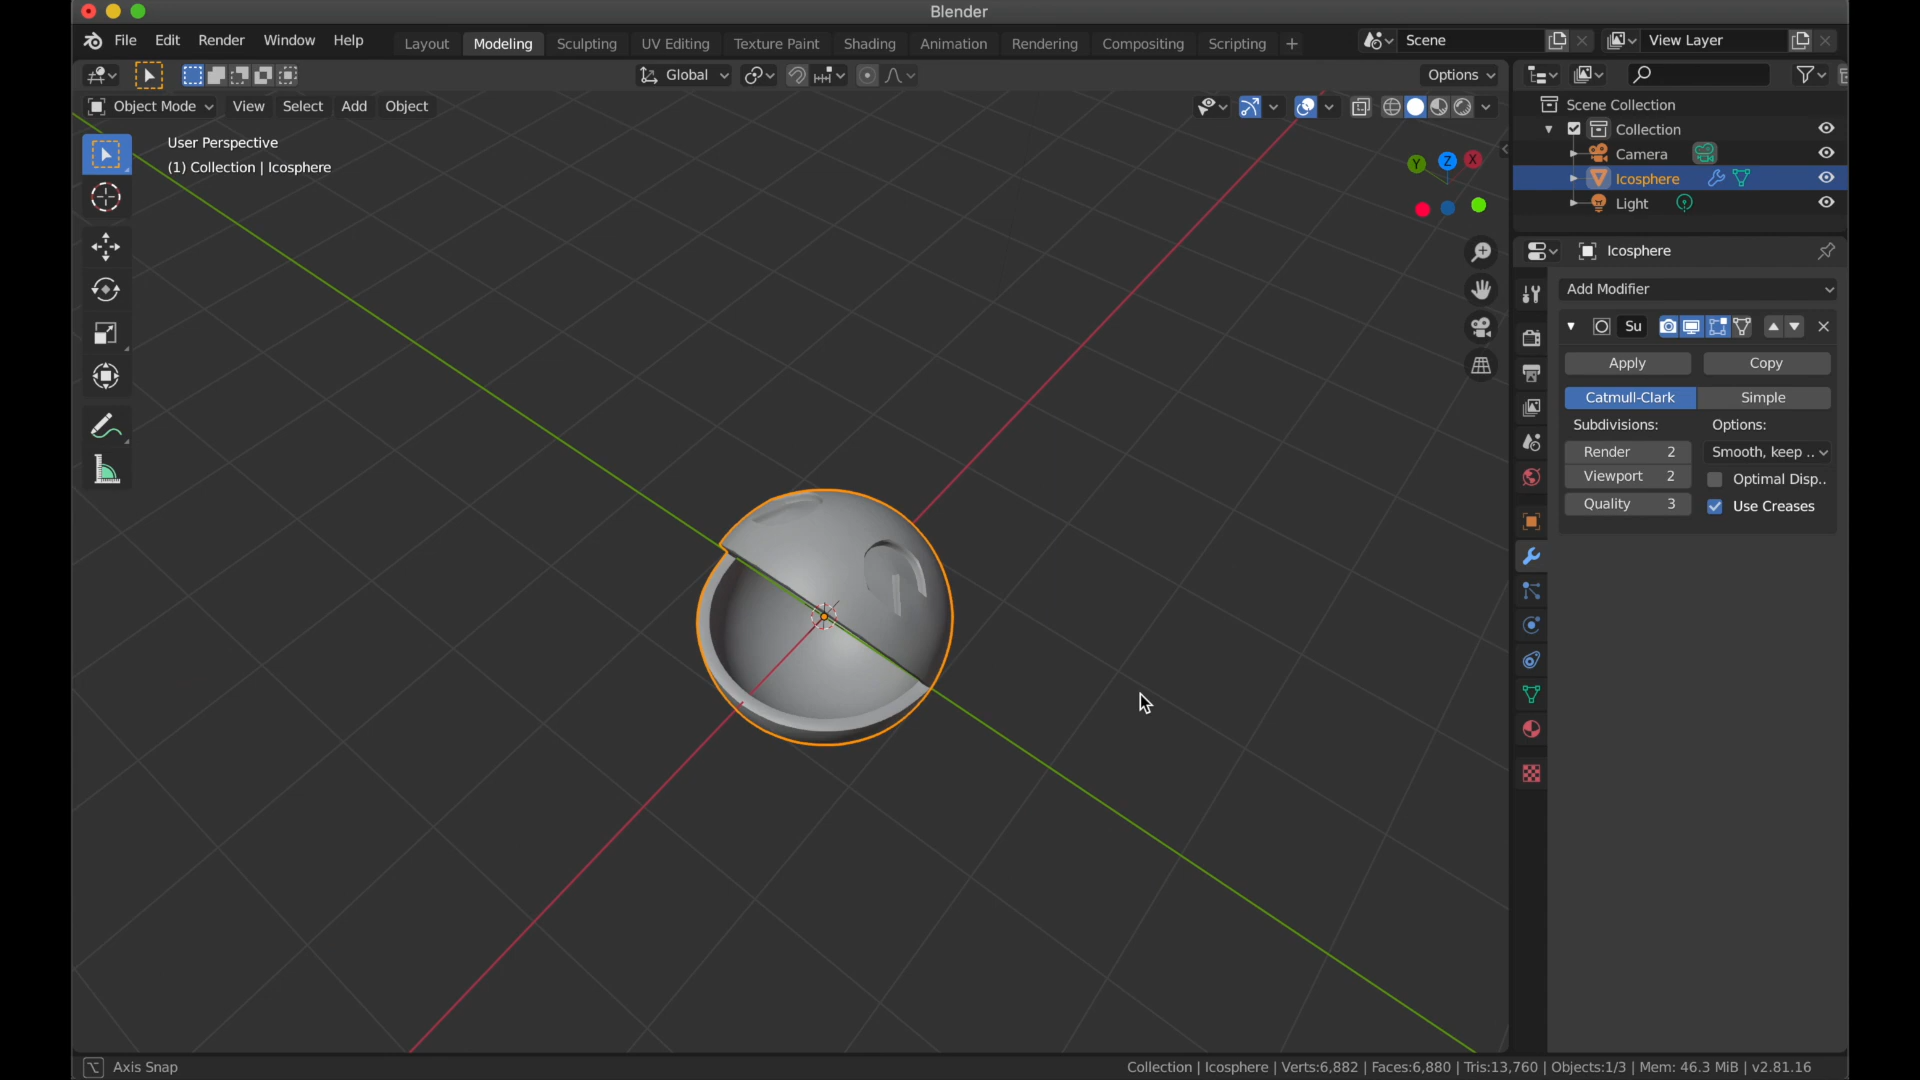 Blender
File Edit Render Window Help Layout Modeling Sculpting UV Editing Texture Paint Shading Animation Rendering Compositing Scripting + Scene View Layer
Global Options
Object Mode View Select Add Object
User Perspective
(1) Collection | Icosphere
Y Z X
Scene Collection
Collection
Camera
Icosphere
Light
Icosphere
Add Modifier
Su
Apply Copy
Catmull-Clark Simple
Subdivisions: Options:
Render 2 Smooth, keep ..
Viewport 2 Optimal Disp..
Quality 3 Use Creases
Axis Snap Collection | Icosphere | Verts:6,882 | Faces:6,880 | Tris:13,760 | Objects:1/3 | Mem: 46.3 MiB | v2.81.16